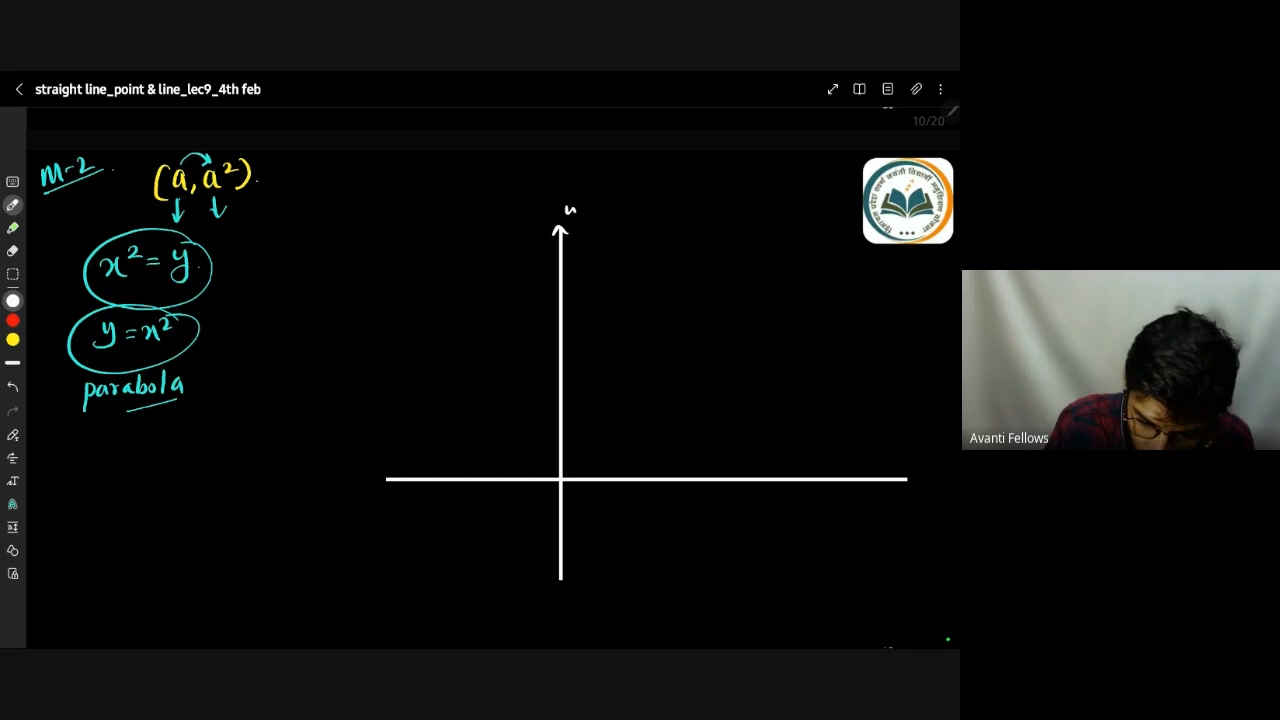 straight line_point & line_lec9_4th feb
10/20
M-2
(a, a²).
x² = y
y = x²
parabola
Avanti Fellows